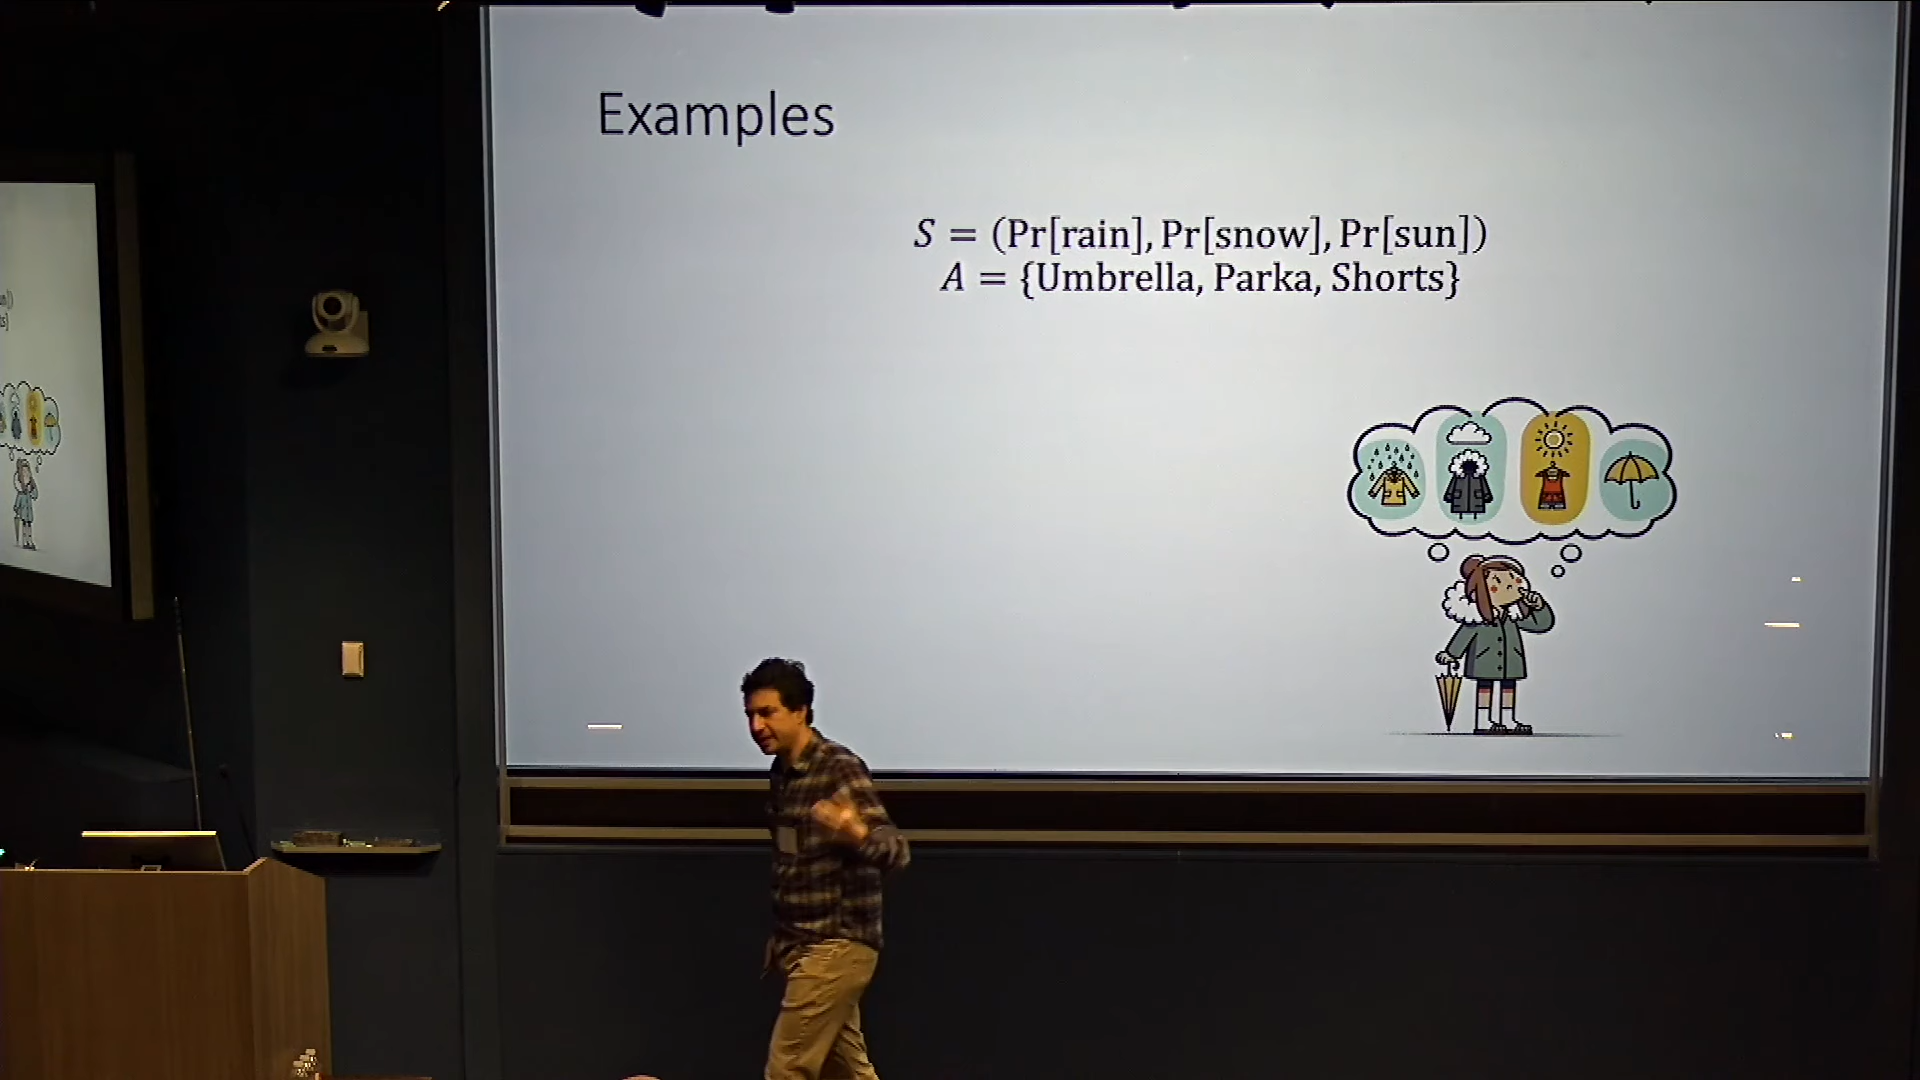 Examples
S = (Pr[rain], Pr[snow], Pr[sun])
A = {Umbrella, Parka, Shorts}